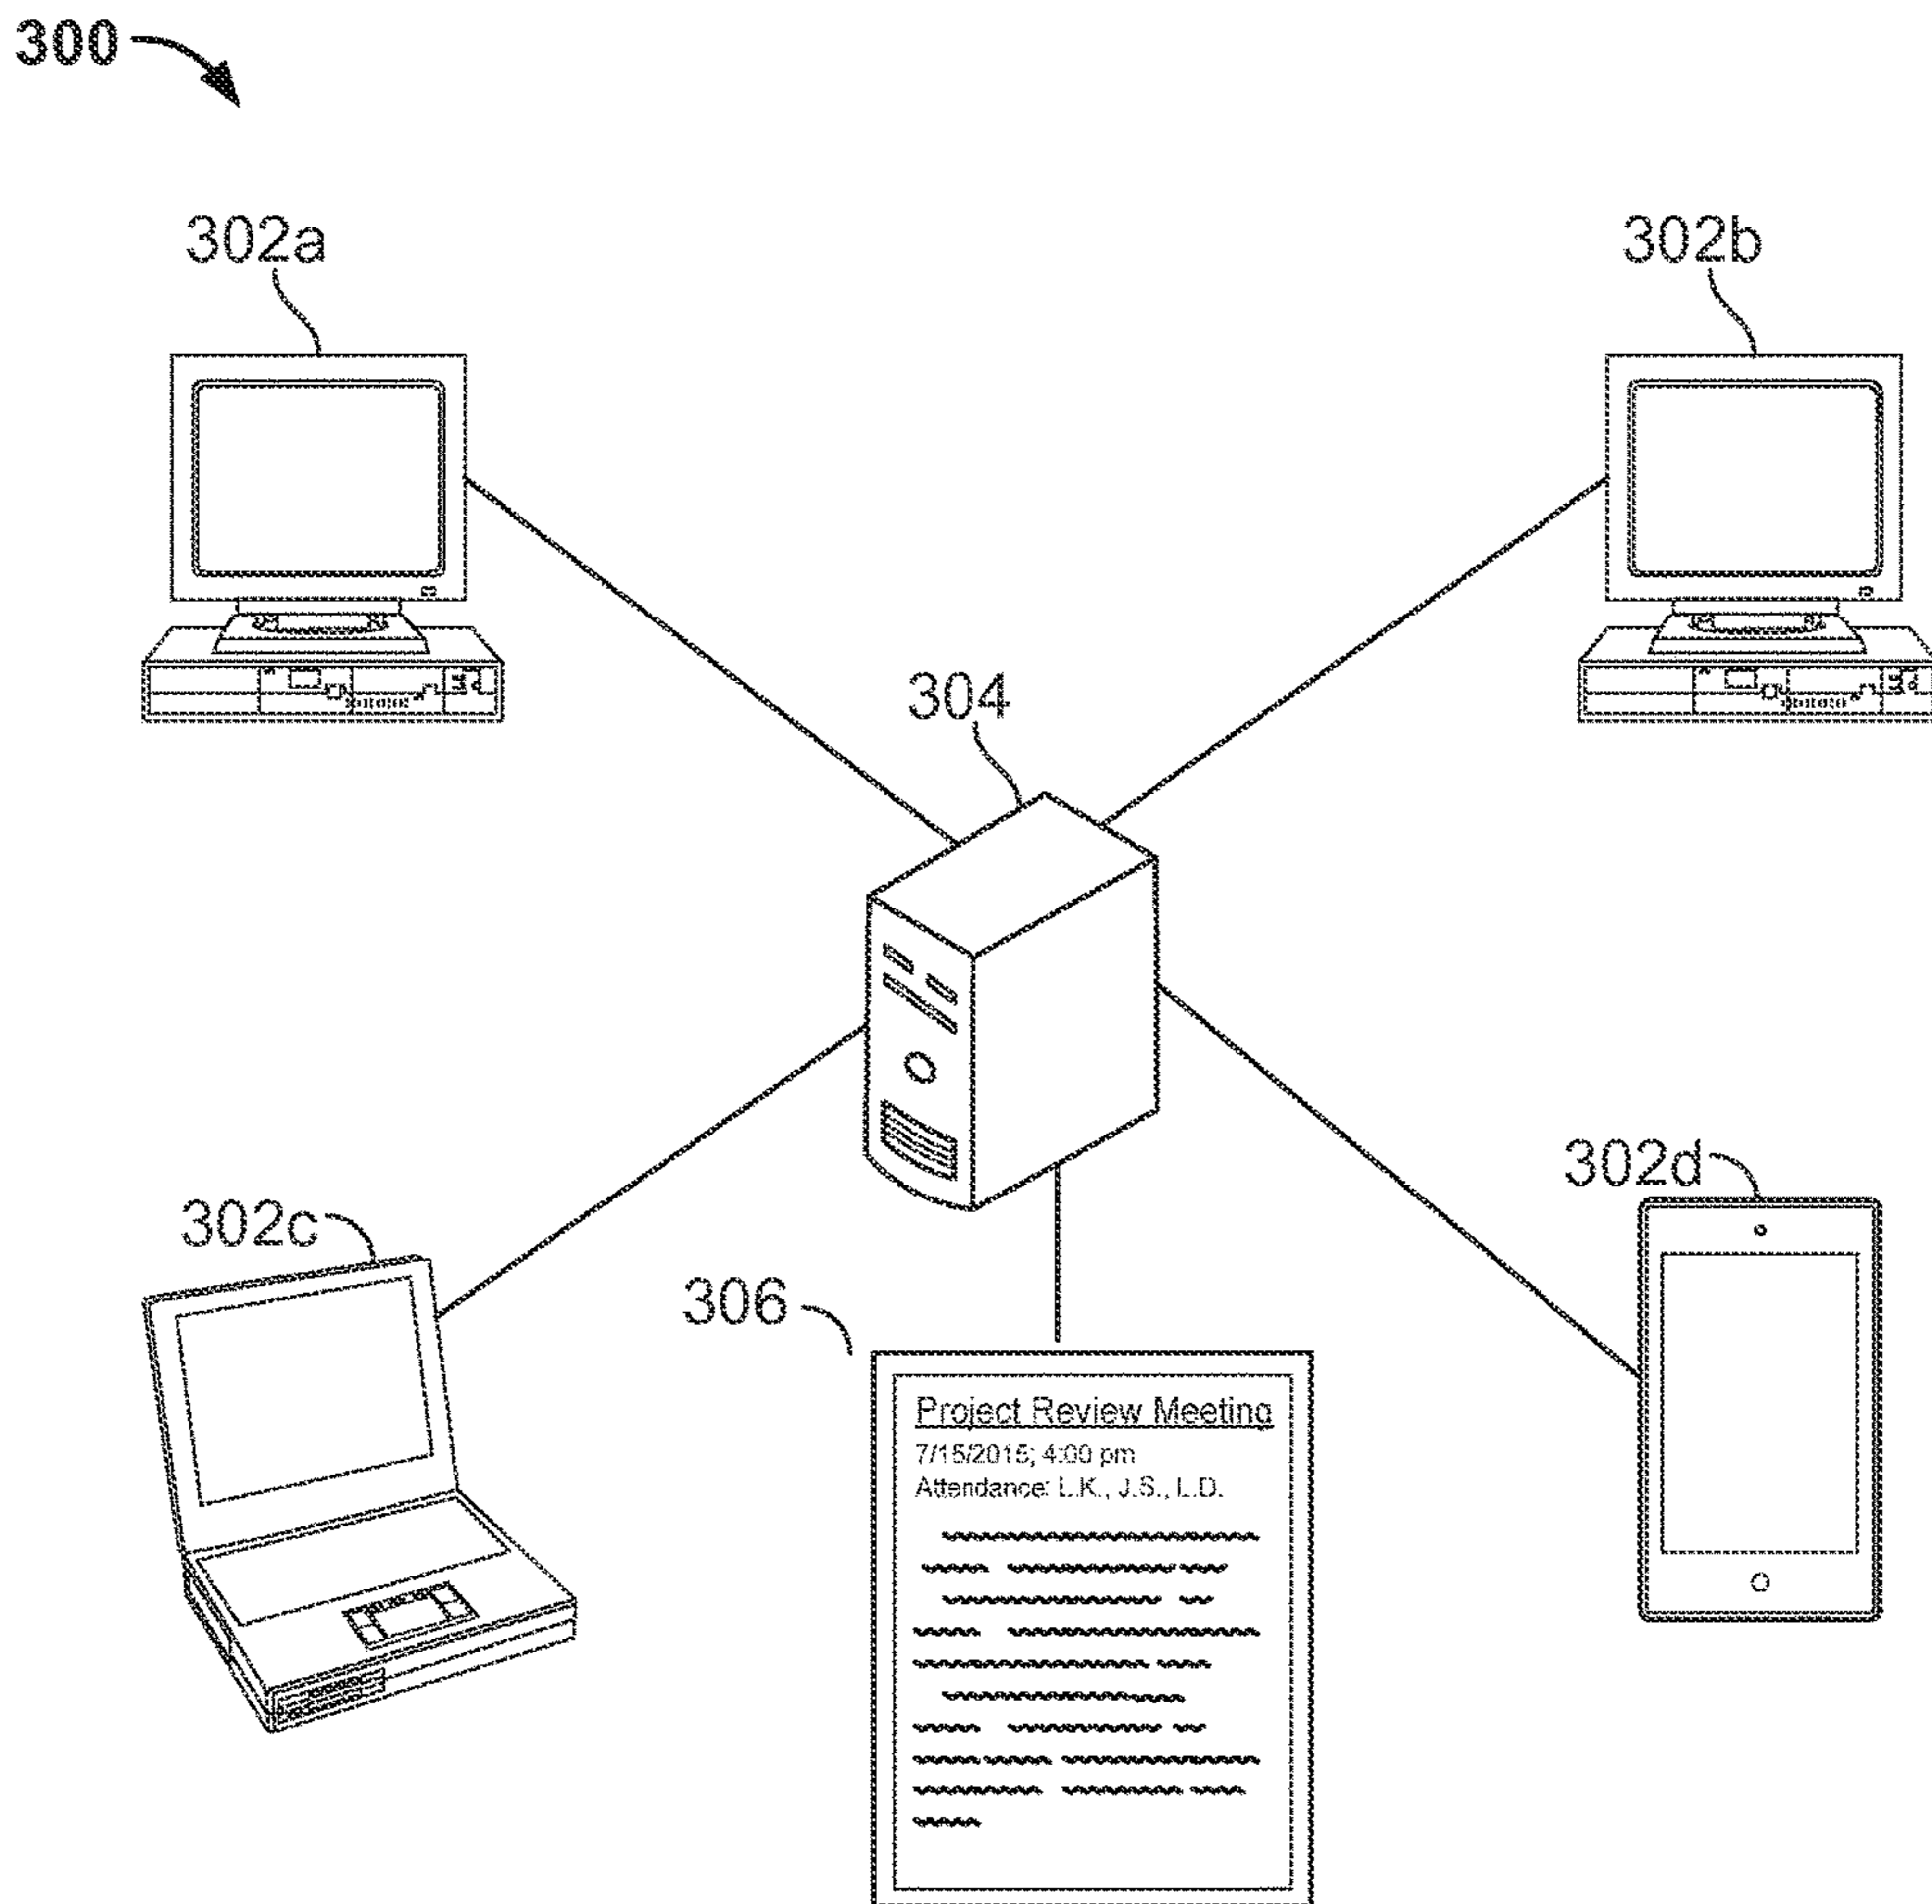 300
302a
302b
304
302c
302d
306
Project Review Meeting
7/15/2015; 4:00 pm
Attendance: L.K., J.S., L.D.